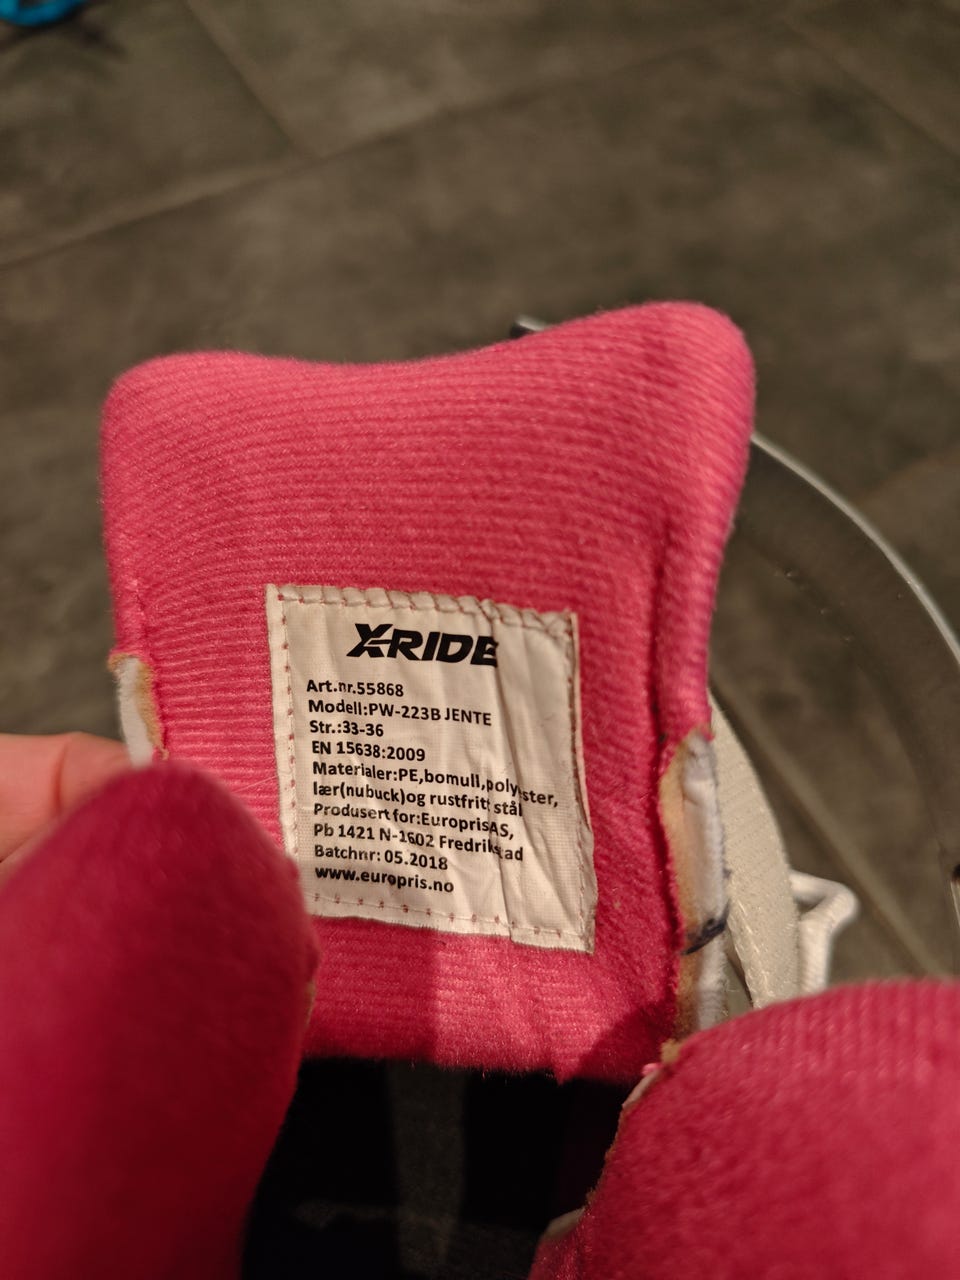 X-RIDE
Art.nr.55868
Modell:PW-223B JENTE
Str.:33-36
EN 15638:2009
Materialer:PE,bomull,polyester,
lær(nubuck)og rustfritt stål
Produsert for:EuroprisAS,
Pb 1421 N-1602 Fredrikstad
Batchnr: 05.2018
www.europris.no